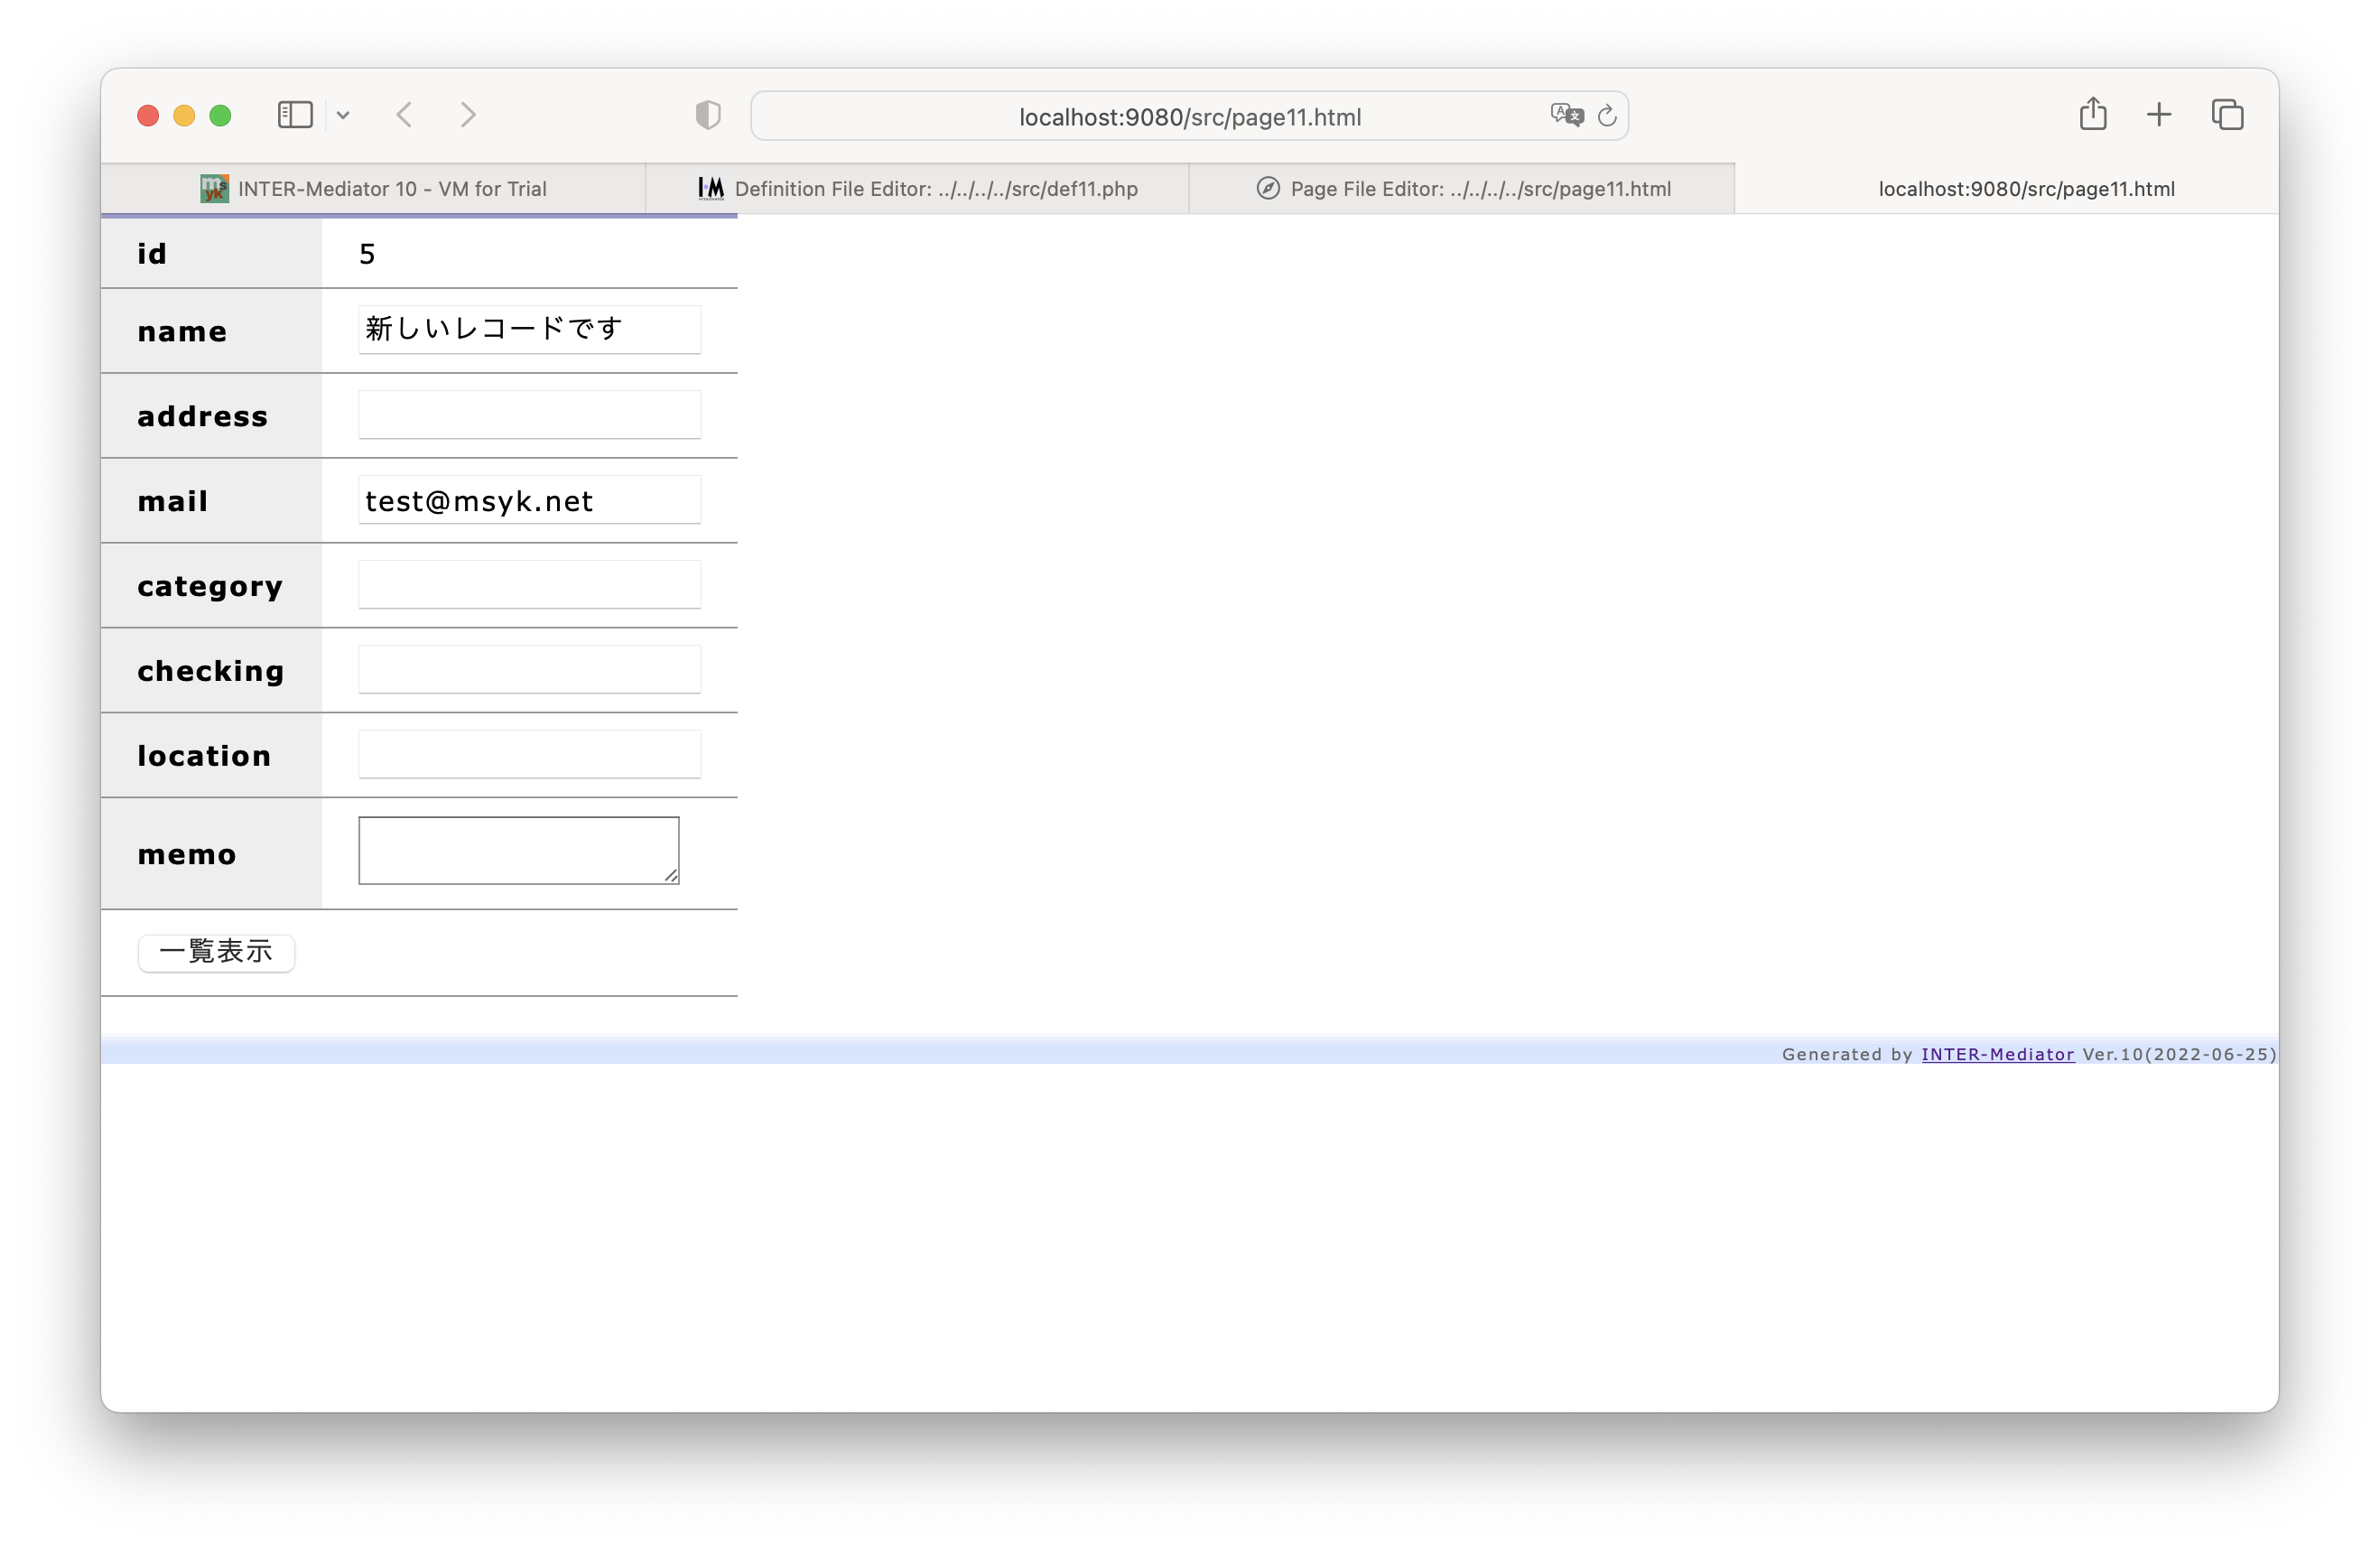 localhost:9080/src/page11.html
INTER-Mediator 10 - VM for Trial
Definition File Editor: ../../../../src/def11.php
Page File Editor: ../../../../src/page11.html
localhost:9080/src/page11.html
id 5
name 新しいレコードです
address
mail test@msyk.net
category
checking
location
memo
一覧表示
Generated by INTER-Mediator Ver.10(2022-06-25)